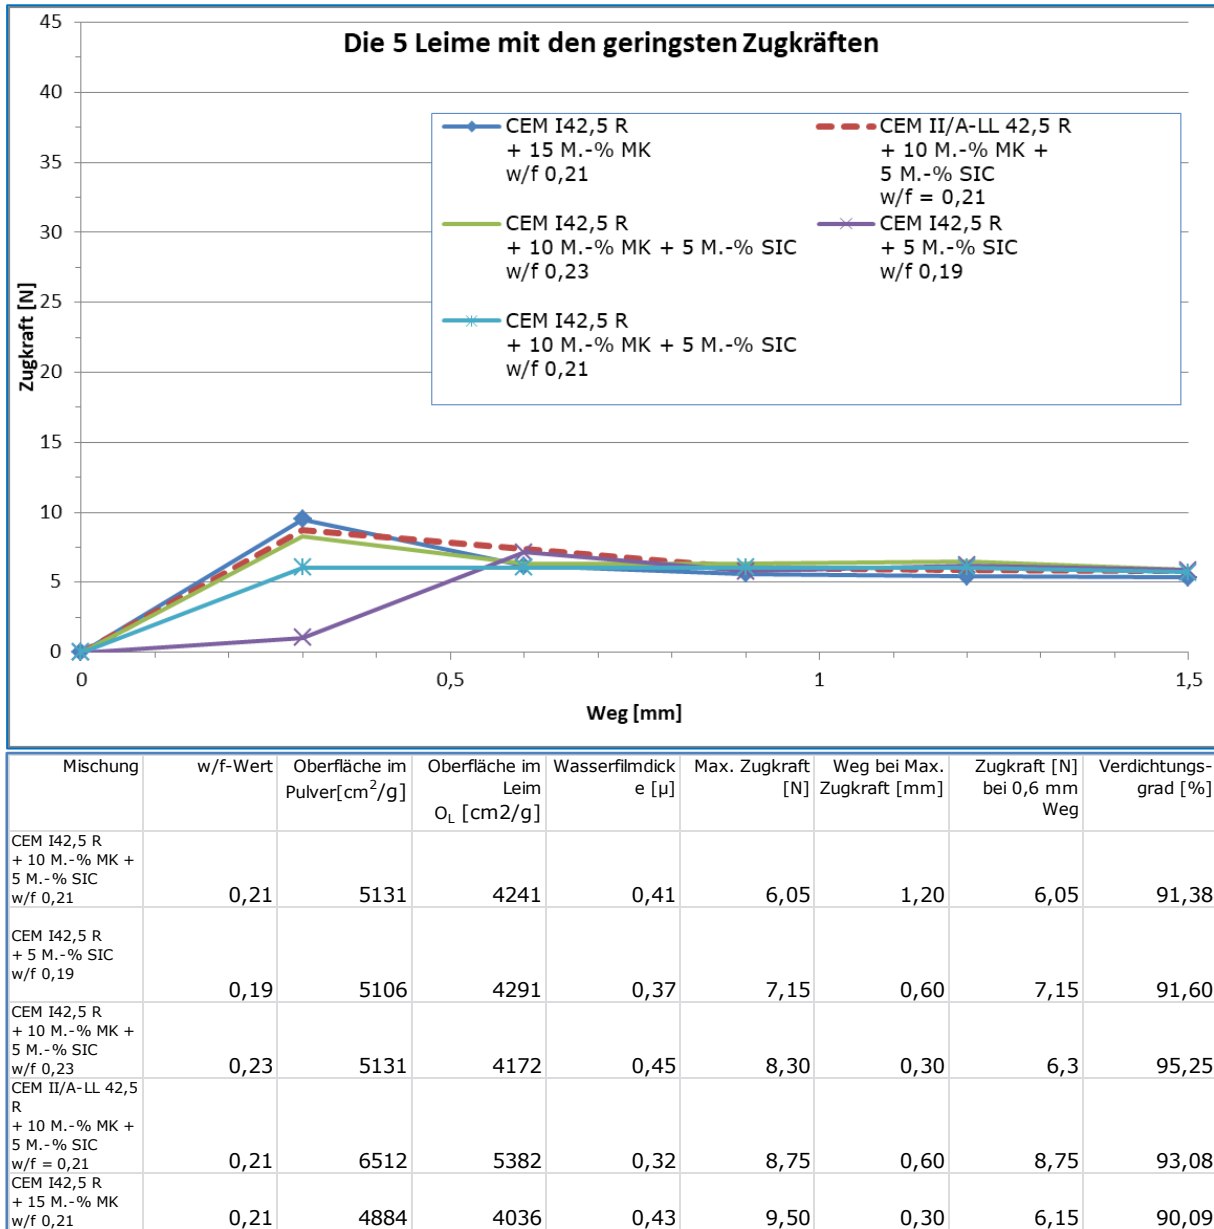 Die 5 Leime mit den geringsten Zugkräften
45
40
35
30
25
20
15
10
5
0
Zugkraft [N]
CEM I42,5 R
+ 15 M.-% MK
w/f 0,21
CEM II/A-LL 42,5 R
+ 10 M.-% MK +
5 M.-% SIC
w/f = 0,21
CEM I42,5 R
+ 10 M.-% MK + 5 M.-% SIC
w/f 0,23
CEM I42,5 R
+ 5 M.-% SIC
w/f 0,19
CEM I42,5 R
+ 10 M.-% MK + 5 M.-% SIC
w/f 0,21
0 0,5 1 1,5
Weg [mm]
Mischung w/f-Wert Oberfläche im Oberfläche im Wasserfilmdick Max. Zugkraft Weg bei Max. Zugkraft [N] Verdichtungs-
Pulver[cm²/g] Leim e [µ] [N] Zugkraft [mm] bei 0,6 mm grad [%]
O_L [cm2/g] Weg
CEM I42,5 R
+ 10 M.-% MK +
5 M.-% SIC
w/f 0,21 0,21 5131 4241 0,41 6,05 1,20 6,05 91,38
CEM I42,5 R
+ 5 M.-% SIC
w/f 0,19
0,19 5106 4291 0,37 7,15 0,60 7,15 91,60
CEM I42,5 R
+ 10 M.-% MK +
5 M.-% SIC
w/f 0,23 0,23 5131 4172 0,45 8,30 0,30 6,3 95,25
CEM II/A-LL 42,5
R
+ 10 M.-% MK +
5 M.-% SIC
w/f = 0,21 0,21 6512 5382 0,32 8,75 0,60 8,75 93,08
CEM I42,5 R
+ 15 M.-% MK
w/f 0,21 0,21 4884 4036 0,43 9,50 0,30 6,15 90,09